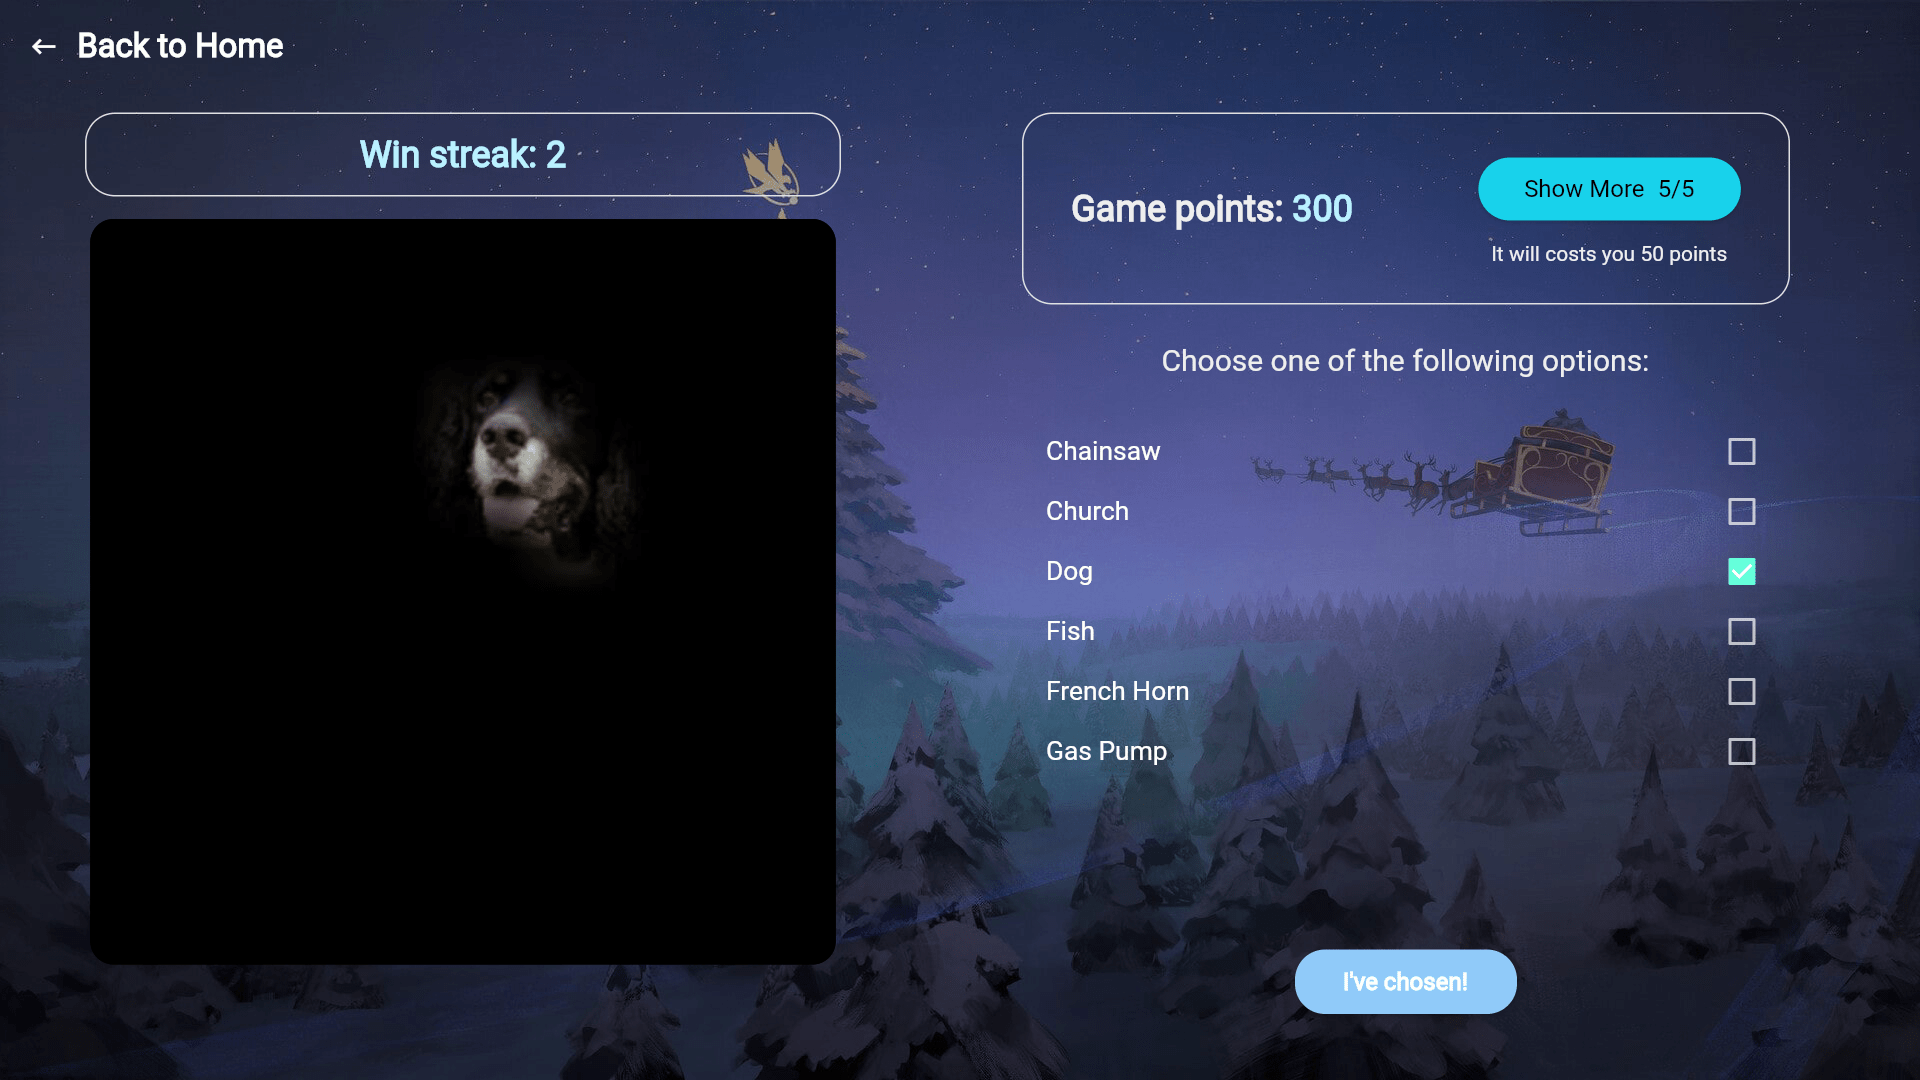 Back to Home
Win streak: 2
Game points: 300
Show More 5/5
It will costs you 50 points
Choose one of the following options:
Chainsaw
Church
Dog
Fish
French Horn
Gas Pump
I've chosen!